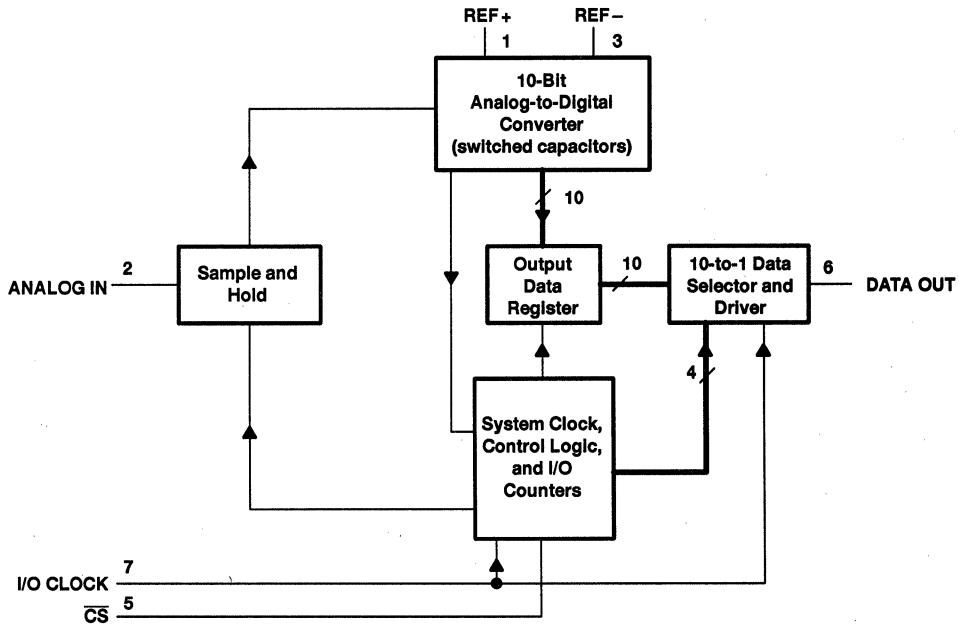 REF+
REF–
1
3
10-Bit
Analog-to-Digital
Converter
(switched capacitors)
10
ANALOG IN
2
Sample and
Hold
Output
Data
Register
10
10-to-1 Data
Selector and
Driver
6
DATA OUT
4
System Clock,
Control Logic,
and I/O
Counters
I/O CLOCK
7
C̅S̅
5